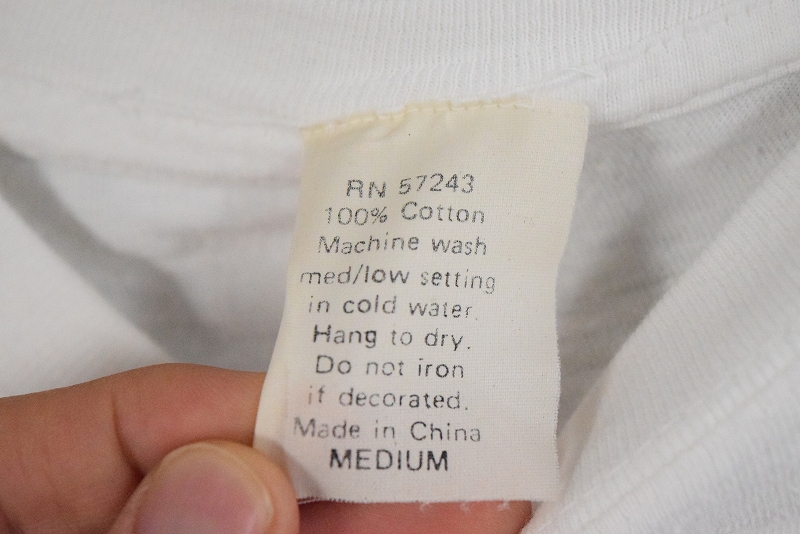 RN 57243
100% Cotton
Machine wash
med/low setting
in cold water.
Hang to dry.
Do not iron
if decorated.
Made in China
MEDIUM